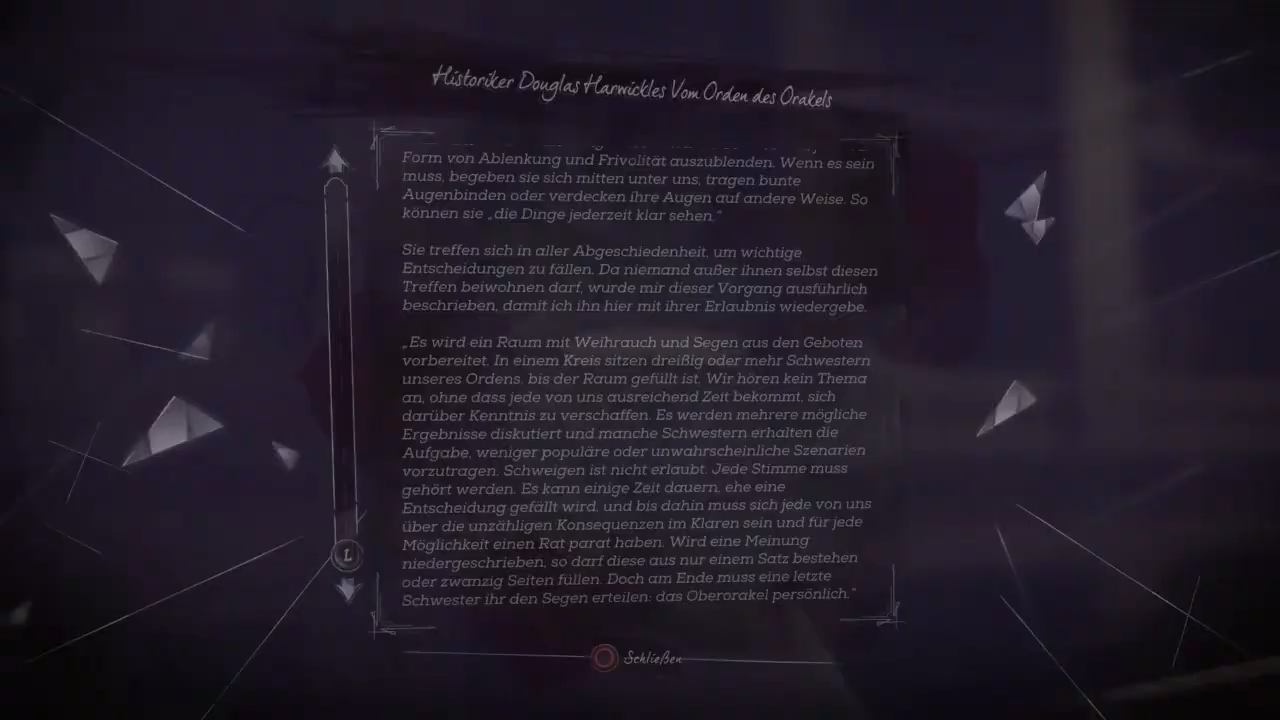 Historiker Douglas Harwickles Vom Orden des Orakels
Form von Ablenkung und Frivolität auszublenden. Wenn es sein
muss, begeben sie sich mitten unter uns, tragen bunte
Augenbinden oder verdecken ihre Augen auf andere Weise. So
können sie „die Dinge jederzeit klar sehen.“
Sie treffen sich in aller Abgeschiedenheit, um wichtige
Entscheidungen zu fällen. Da niemand außer ihnen selbst diesen
Treffen beiwohnen darf, wurde mir dieser Vorgang ausführlich
beschrieben, damit ich ihn hier mit ihrer Erlaubnis wiedergebe.
„Es wird ein Raum mit Weihrauch und Segen aus den Geboten
vorbereitet. In einem Kreis sitzen dreißig oder mehr Schwestern
unseres Ordens, bis der Raum gefüllt ist. Wir hören kein Thema
an, ohne dass jede von uns ausreichend Zeit bekommt, sich
darüber Kenntnis zu verschaffen. Es werden mehrere mögliche
Ergebnisse diskutiert und manche Schwestern erhalten die
Aufgabe, weniger populäre oder unwahrscheinliche Szenarien
vorzutragen. Schweigen ist nicht erlaubt. Jede Stimme muss
gehört werden. Es kann einige Zeit dauern, ehe eine
Entscheidung gefällt wird, und bis dahin muss sich jede von uns
über die unzähligen Konsequenzen im Klaren sein und für jede
Möglichkeit einen Rat parat haben. Wird eine Meinung
niedergeschrieben, so darf diese aus nur einem Satz bestehen
oder zwanzig Seiten füllen. Doch am Ende muss eine letzte
Schwester ihr den Segen erteilen: das Oberorakel persönlich.“
L
Schließen